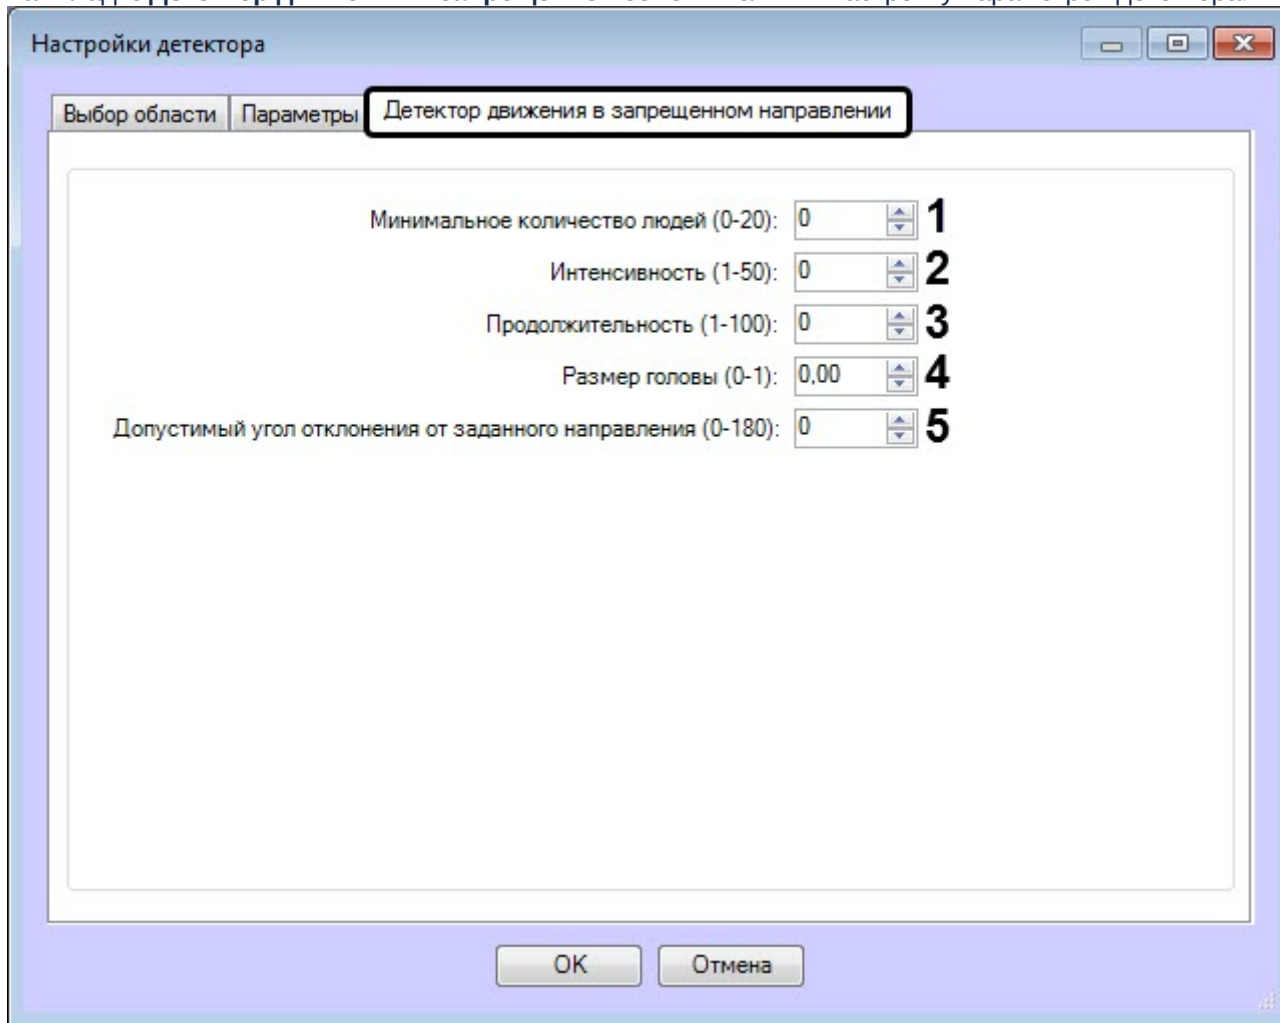 Настройки детектора
Выбор области Параметры Детектор движения в запрещенном направлении
Минимальное количество людей (0-20): 0 1
Интенсивность (1-50): 0 2
Продолжительность (1-100): 0 3
Размер головы (0-1): 0,00 4
Допустимый угол отклонения от заданного направления (0-180): 0 5
OK Отмена